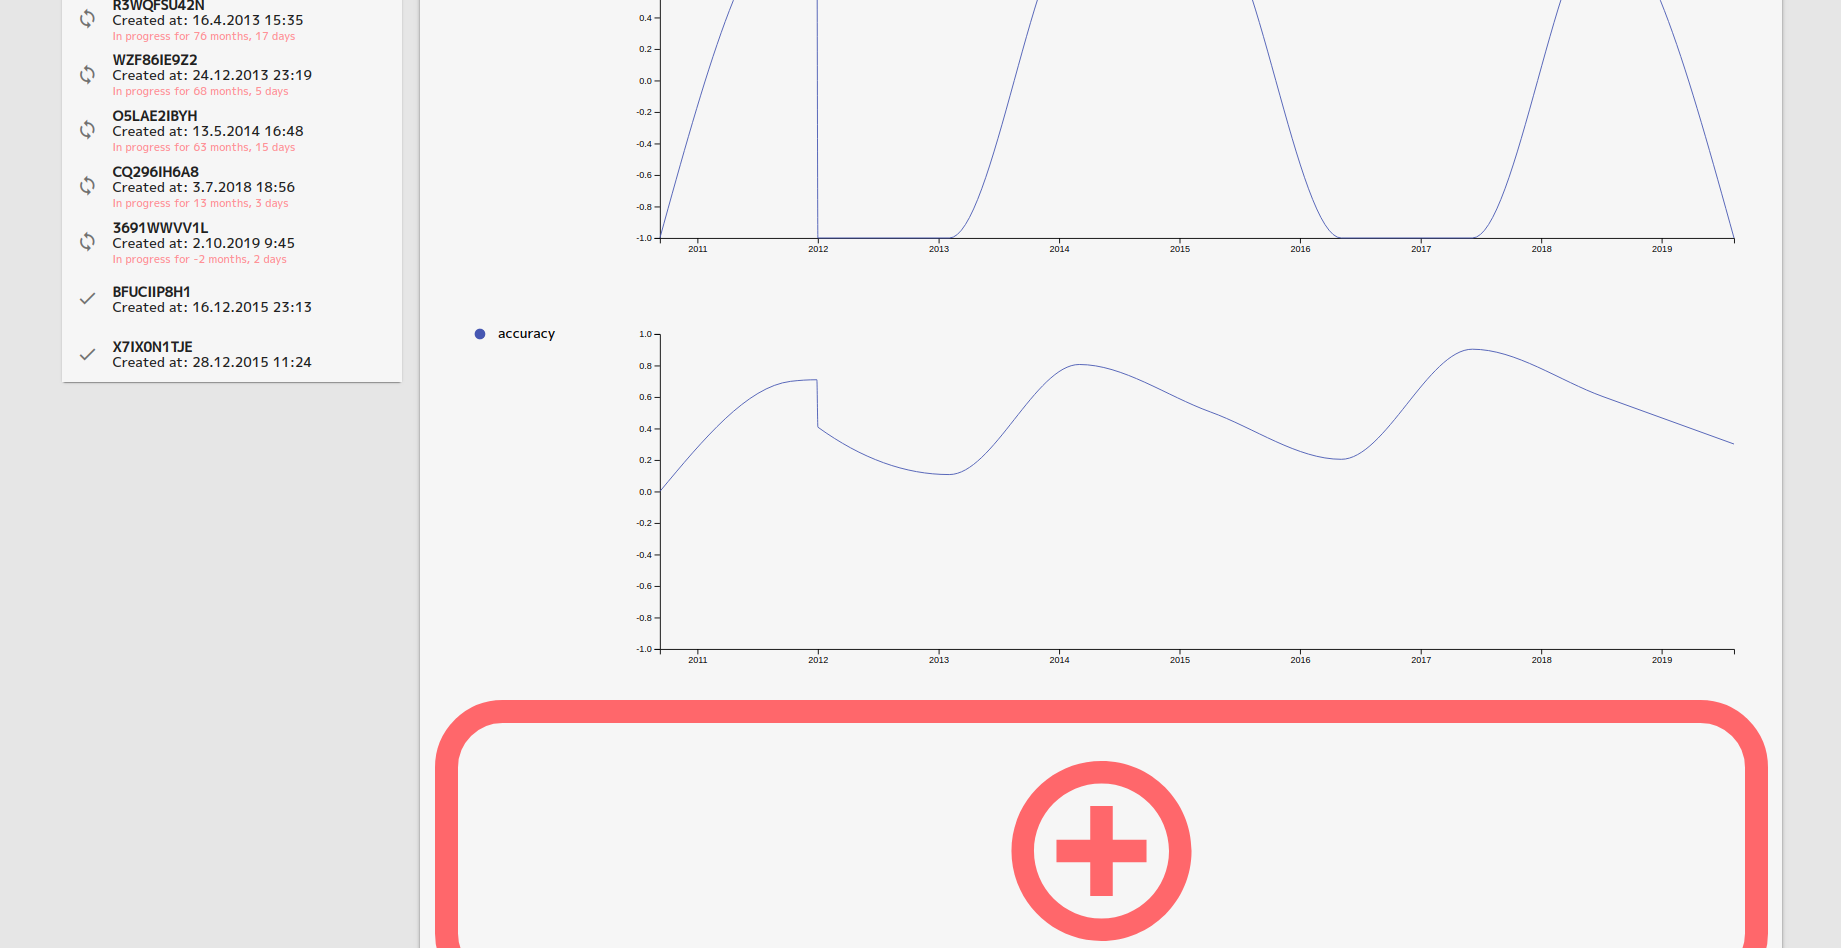 R3WQFSU42N
Created at: 16.4.2013 15:35
In progress for 76 months, 17 days
WZF86IE9Z2
Created at: 24.12.2013 23:19
In progress for 68 months, 5 days
O5LAE2IBYH
Created at: 13.5.2014 16:48
In progress for 63 months, 15 days
CQ296IH6A8
Created at: 3.7.2018 18:56
In progress for 13 months, 3 days
3691WWVV1L
Created at: 2.10.2019 9:45
In progress for -2 months, 2 days
BFUCIIP8H1
Created at: 16.12.2015 23:13
X7IX0N1TJE
Created at: 28.12.2015 11:24
0.4
0.2
0.0
-0.2
-0.4
-0.6
-0.8
-1.0
2011 2012 2013 2014 2015 2016 2017 2018 2019
accuracy
1.0
0.8
0.6
0.4
0.2
0.0
-0.2
-0.4
-0.6
-0.8
-1.0
2011 2012 2013 2014 2015 2016 2017 2018 2019